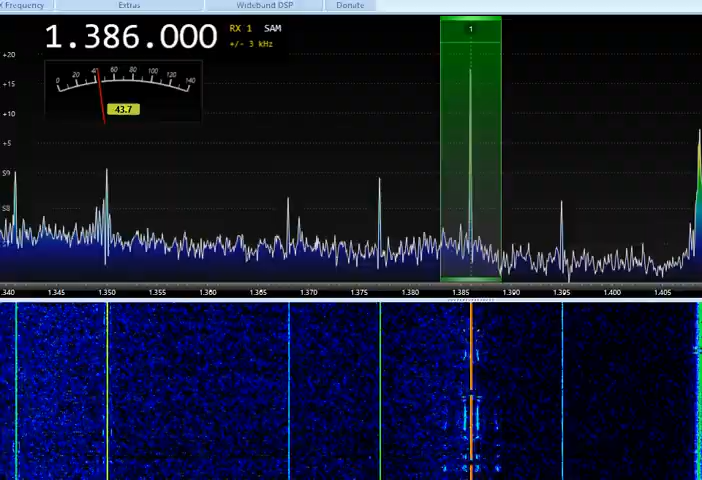 X Frequency Extras Wideband DSP Donate
1.386.000 RX 1 SAM
+/- 3 kHz
1
+20
+15
+10
+5
S9
S8
0 20 40 60 80 100 120 140
43.7
.340 1.345 1.350 1.355 1.360 1.365 1.370 1.375 1.380 1.385 1.390 1.395 1.400 1.405